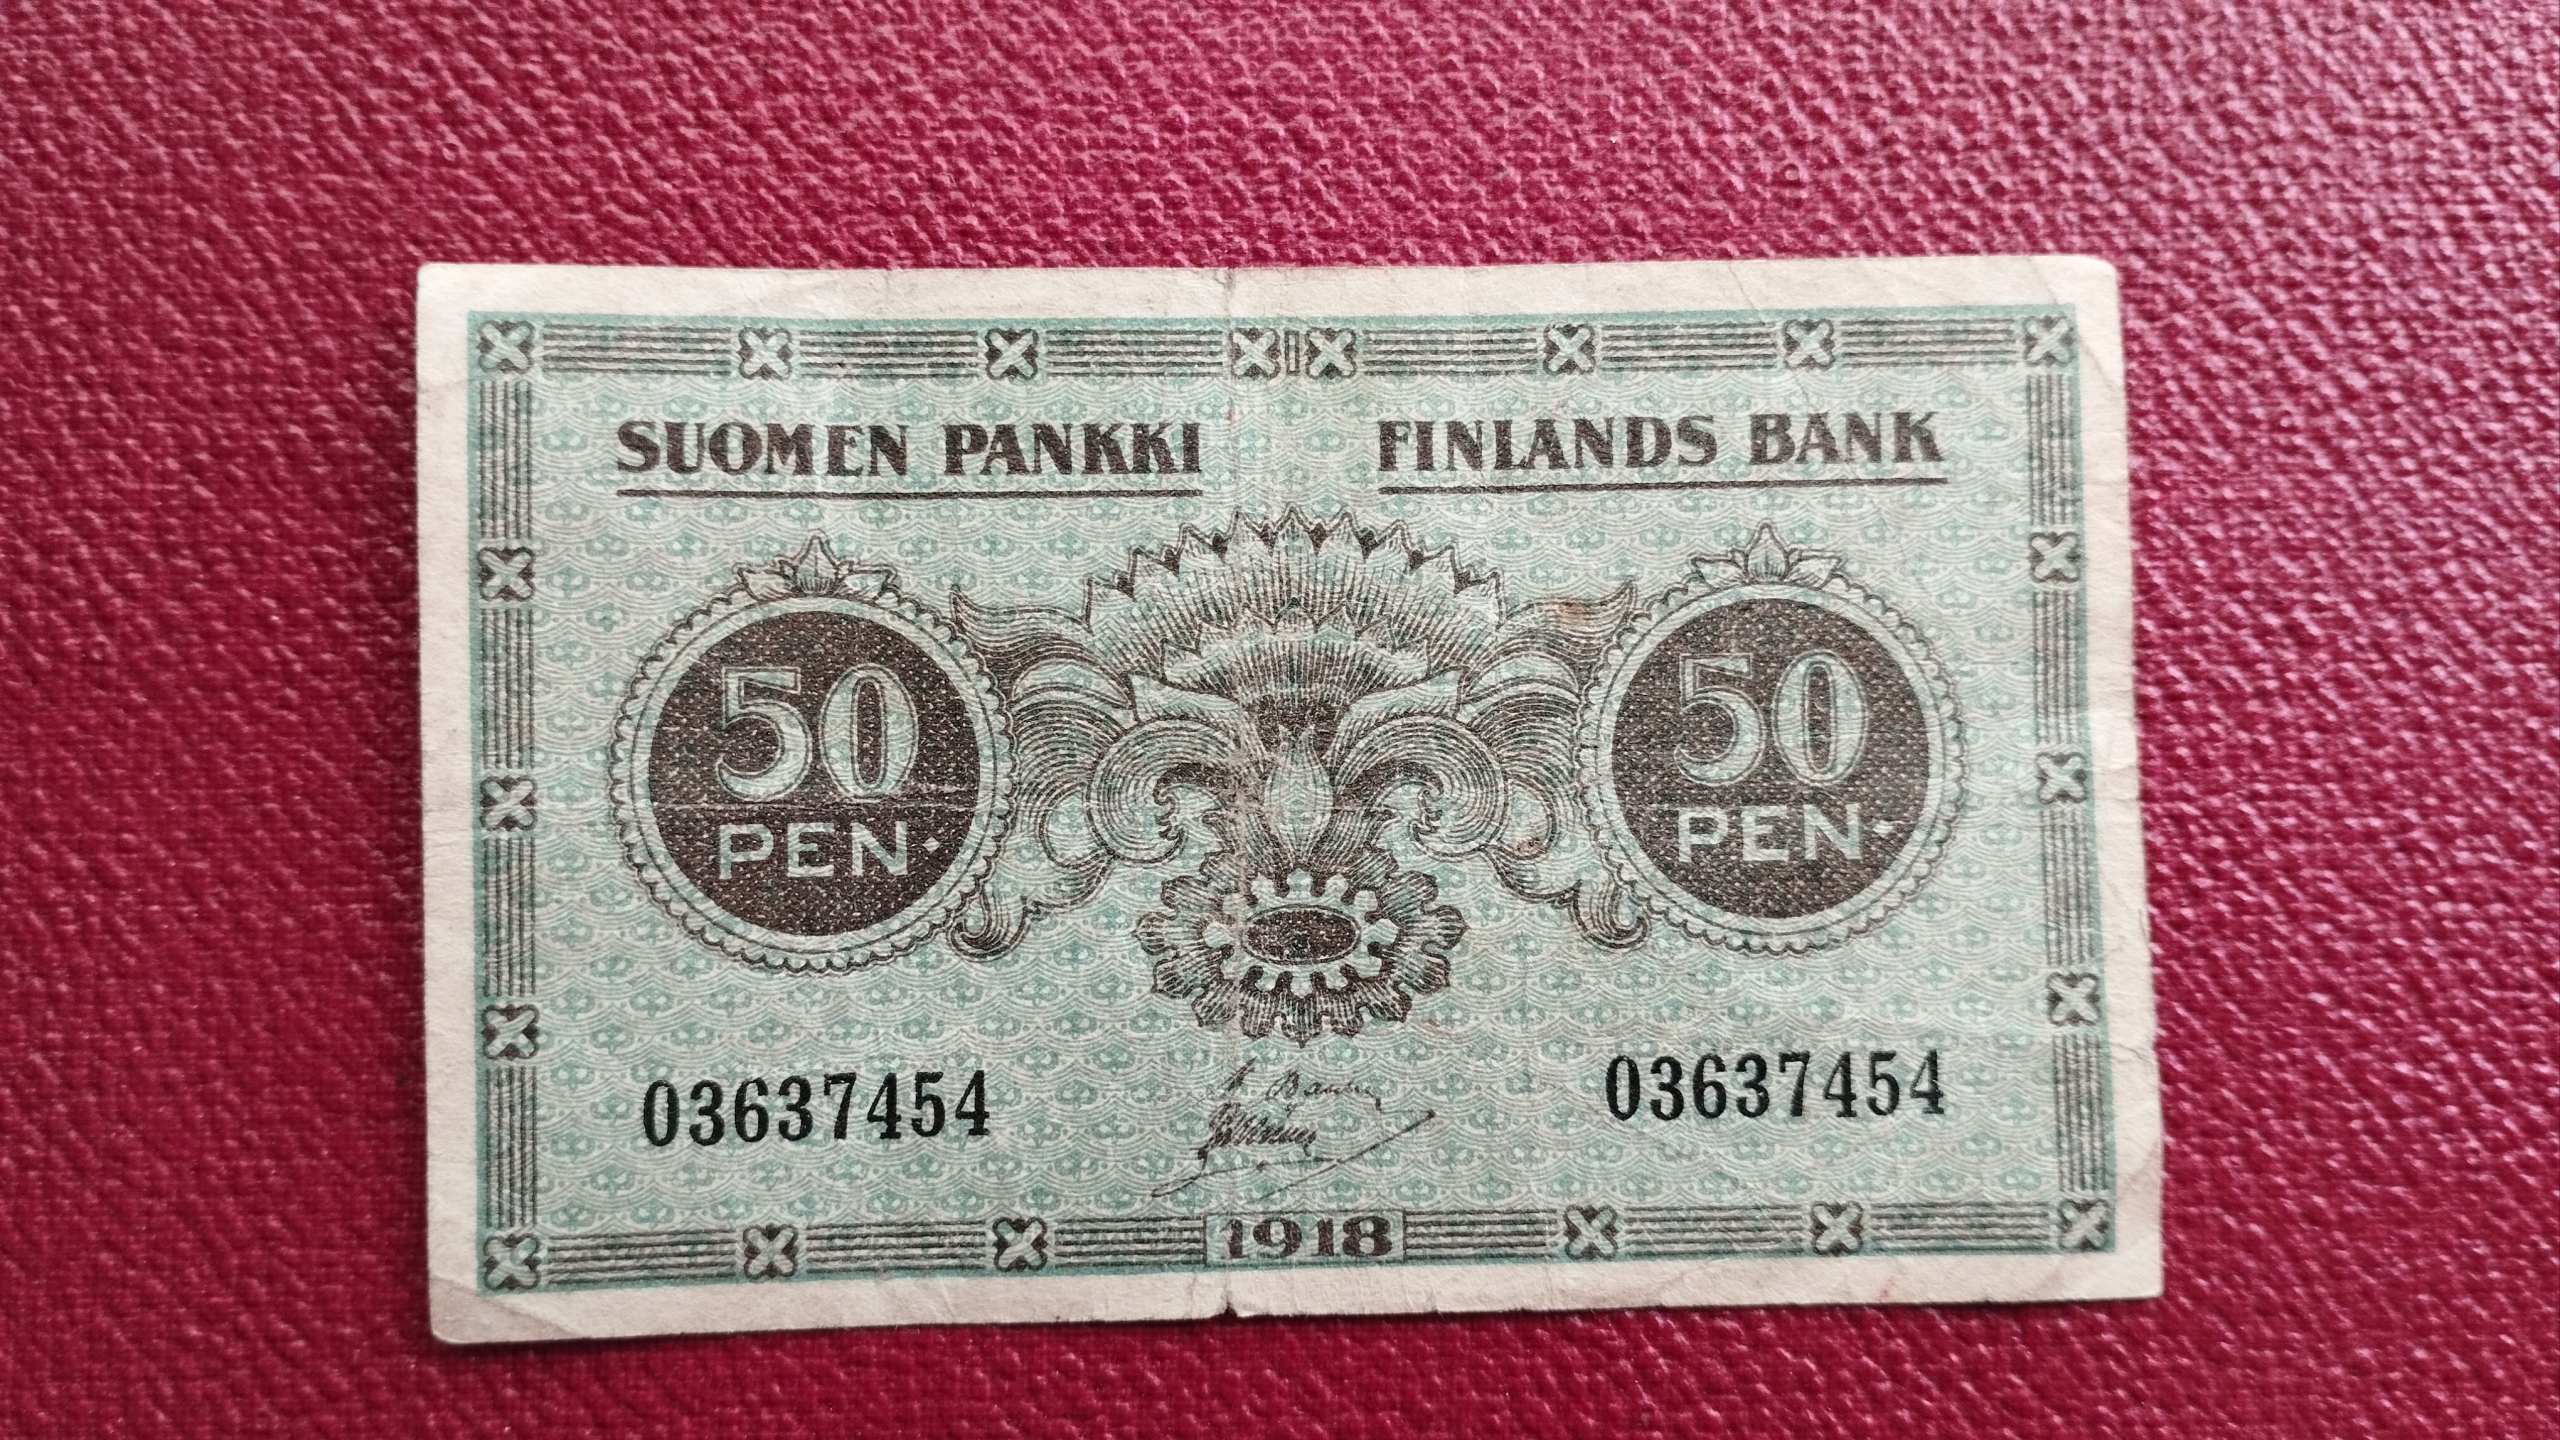 SUOMEN PANKKI FINLANDS BANK
50 50
PEN. PEN.
03637454 03637454
1918